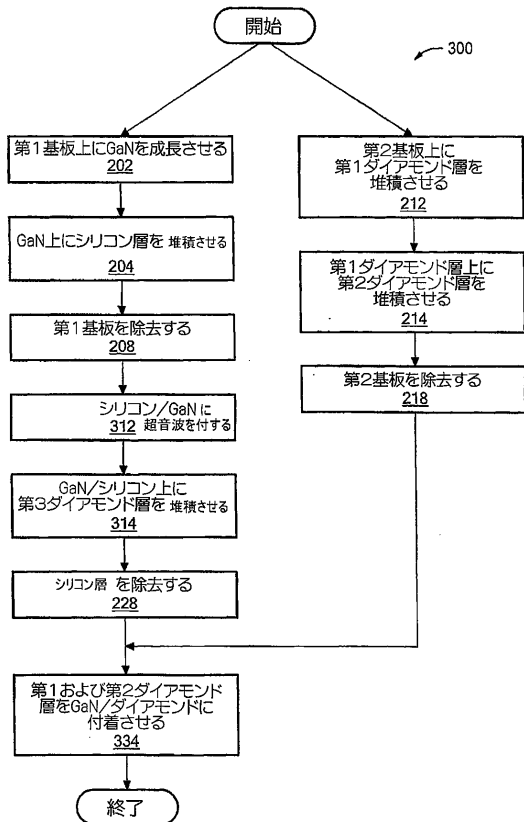 開始
300
第1基板上にGaNを成長させる
202
GaN上にシリコン層を 堆積させる
204
第1基板を除去する
208
シリコン/GaNに
312 超音波を付する
GaN/シリコン上に
第3ダイアモンド層を 堆積させる
314
シリコン層 を除去する
228
第2基板上に
第1ダイアモンド層を
堆積させる
212
第1ダイアモンド層上に
第2ダイアモンド層を
堆積させる
214
第2基板を除去する
218
第1および第2ダイアモンド
層をGaN/ダイアモンドに
付着させる
334
終了